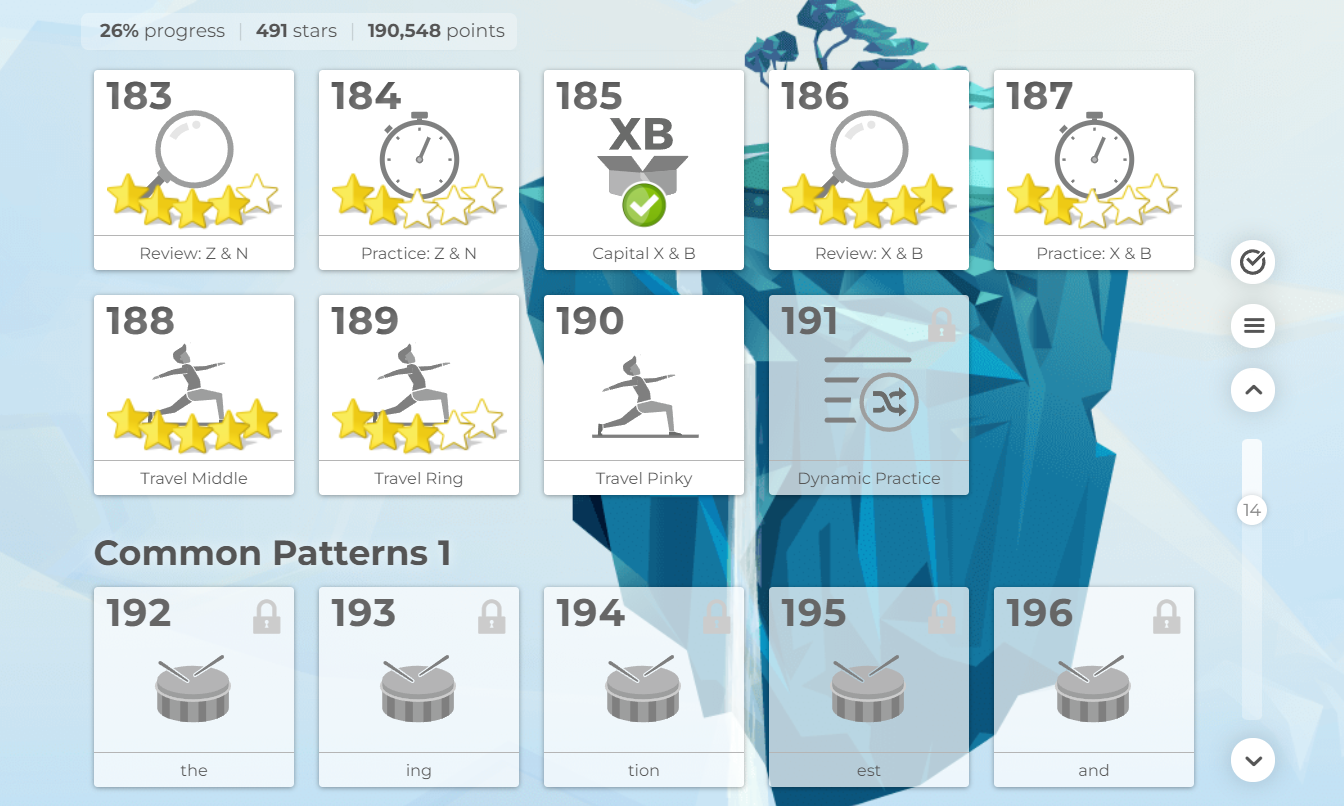 26% progress | 491 stars | 190,548 points
183
184
185
186
187
XB
Review: Z & N
Practice: Z & N
Capital X & B
Review: X & B
Practice: X & B
188
189
190
191
Travel Middle
Travel Ring
Travel Pinky
Dynamic Practice
14
Common Patterns 1
192
193
194
195
196
the
ing
tion
est
and